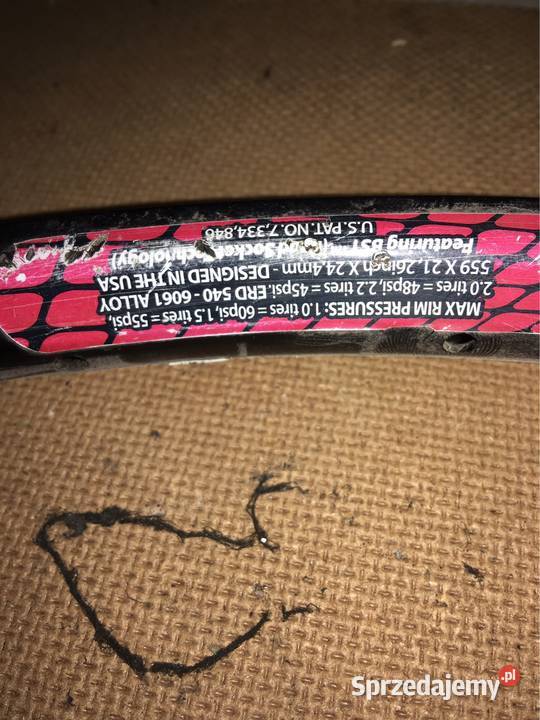 MAX RIM PRESSURES: 1.0 tires = 60psi, 1.5 tires = 55psi,
2.0 tires = 48psi, 2.2 tires = 45psi. ERD 540 - 6061 ALLOY
559 X 21 26inch X 24.4mm - DESIGNED IN THE USA
Featuring BST™ Socket
U.S. PAT. NO. 7,334,846
Sprzedajemy.pl